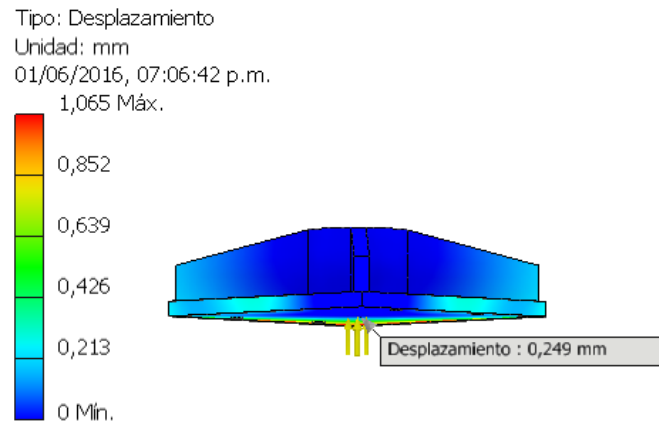 Tipo: Desplazamiento
Unidad: mm
01/06/2016, 07:06:42 p.m.
1,065 Máx.
0,852
0,639
0,426
0,213
0 Mín.
Desplazamiento : 0,249 mm